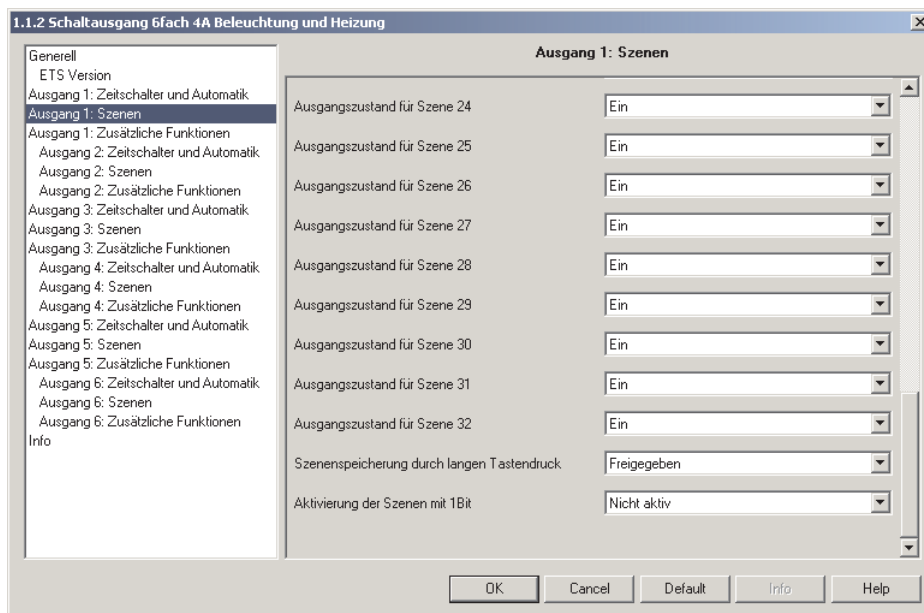 1.1.2 Schaltausgang 6fach 4A Beleuchtung und Heizung
Generell
ETS Version
Ausgang 1: Zeitschalter und Automatik
Ausgang 1: Szenen
Ausgang 1: Zusätzliche Funktionen
Ausgang 2: Zeitschalter und Automatik
Ausgang 2: Szenen
Ausgang 2: Zusätzliche Funktionen
Ausgang 3: Zeitschalter und Automatik
Ausgang 3: Szenen
Ausgang 3: Zusätzliche Funktionen
Ausgang 4: Zeitschalter und Automatik
Ausgang 4: Szenen
Ausgang 4: Zusätzliche Funktionen
Ausgang 5: Zeitschalter und Automatik
Ausgang 5: Szenen
Ausgang 5: Zusätzliche Funktionen
Ausgang 6: Zeitschalter und Automatik
Ausgang 6: Szenen
Ausgang 6: Zusätzliche Funktionen
Info
Ausgang 1: Szenen
Ausgangszustand für Szene 24 Ein
Ausgangszustand für Szene 25 Ein
Ausgangszustand für Szene 26 Ein
Ausgangszustand für Szene 27 Ein
Ausgangszustand für Szene 28 Ein
Ausgangszustand für Szene 29 Ein
Ausgangszustand für Szene 30 Ein
Ausgangszustand für Szene 31 Ein
Ausgangszustand für Szene 32 Ein
Szenenspeicherung durch langen Tastendruck Freigegeben
Aktivierung der Szenen mit 1Bit Nicht aktiv
OK Cancel Default Info Help